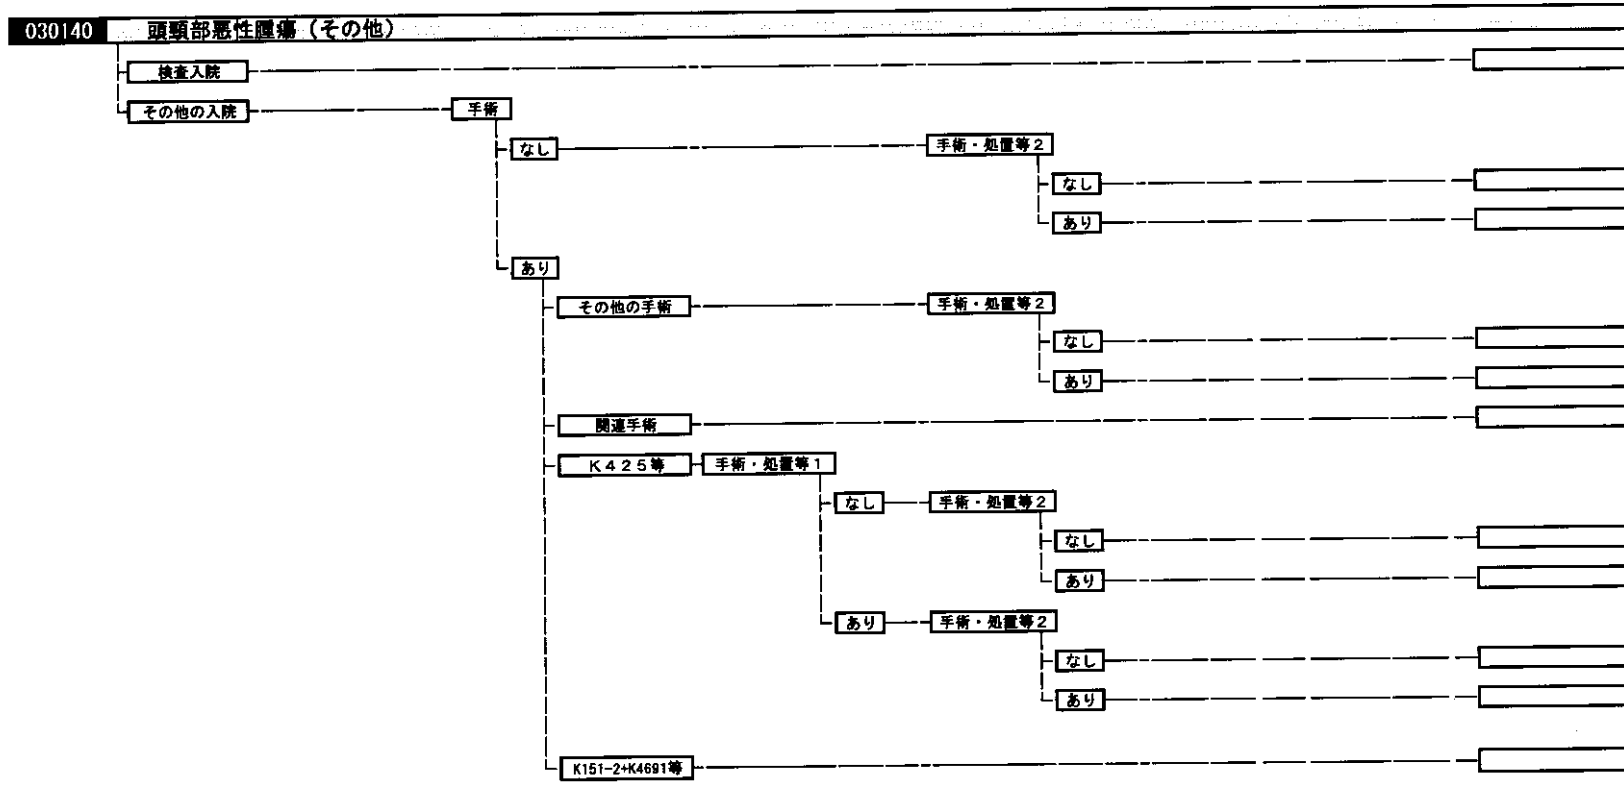 030140 頭頸部悪性腫瘍（その他）
検査入院
その他の入院 手術
なし 手術・処置等２
なし
あり
あり
その他の手術 手術・処置等２
なし
あり
関連手術
Ｋ４２５等 手術・処置等１
なし 手術・処置等２
なし
あり
あり 手術・処置等２
なし
あり
K151-2+K4691等